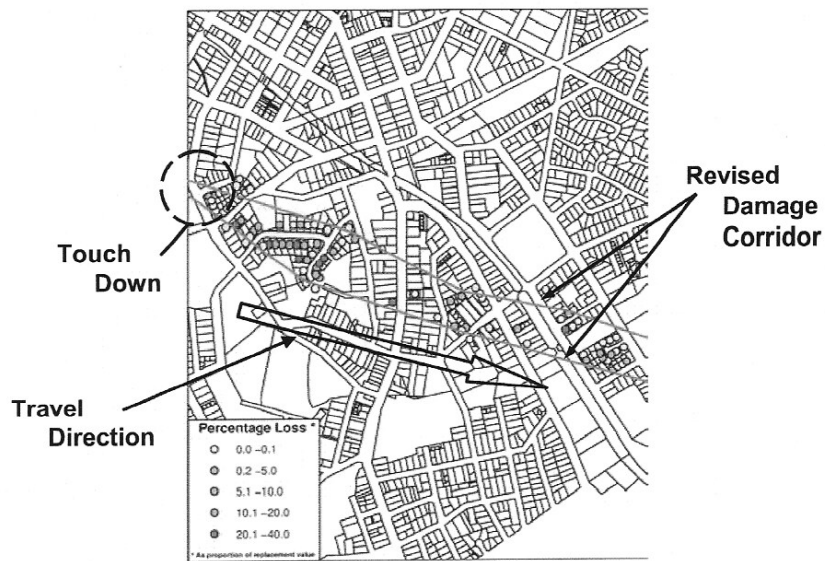 Touch
Down
Revised
Damage
Corridor
Travel
Direction
Percentage Loss *
0.0 –0.1
0.2 –5.0
5.1 –10.0
10.1 –20.0
20.1 –40.0
* As proportion of replacement value